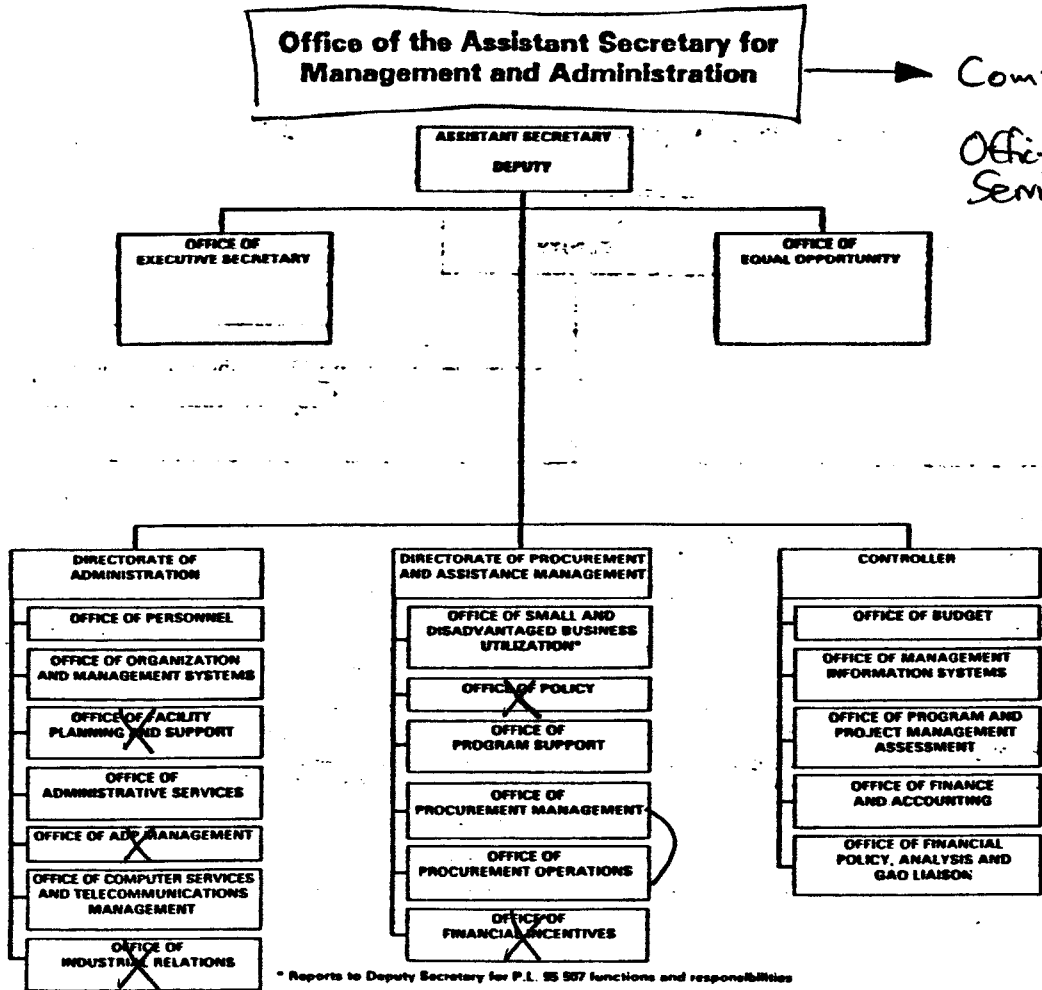 Office of the Assistant Secretary for
Management and Administration
ASSISTANT SECRETARY
DEPUTY
OFFICE OF
EXECUTIVE SECRETARY
OFFICE OF
EQUAL OPPORTUNITY
DIRECTORATE OF
ADMINISTRATION
OFFICE OF PERSONNEL
OFFICE OF ORGANIZATION
AND MANAGEMENT SYSTEMS
OFFICE OF FACILITY
PLANNING AND SUPPORT
OFFICE OF
ADMINISTRATIVE SERVICES
OFFICE OF ADP MANAGEMENT
OFFICE OF COMPUTER SERVICES
AND TELECOMMUNICATIONS
MANAGEMENT
OFFICE OF
INDUSTRIAL RELATIONS
DIRECTORATE OF PROCUREMENT
AND ASSISTANCE MANAGEMENT
OFFICE OF SMALL AND
DISADVANTAGED BUSINESS
UTILIZATION*
OFFICE OF POLICY
OFFICE OF
PROGRAM SUPPORT
OFFICE OF
PROCUREMENT MANAGEMENT
OFFICE OF
PROCUREMENT OPERATIONS
OFFICE OF
FINANCIAL INCENTIVES
CONTROLLER
OFFICE OF BUDGET
OFFICE OF MANAGEMENT
INFORMATION SYSTEMS
OFFICE OF PROGRAM AND
PROJECT MANAGEMENT
ASSESSMENT
OFFICE OF FINANCE
AND ACCOUNTING
OFFICE OF FINANCIAL
POLICY, ANALYSIS AND
GAO LIAISON
* Reports to Deputy Secretary for P.L. 95 507 functions and responsibilities